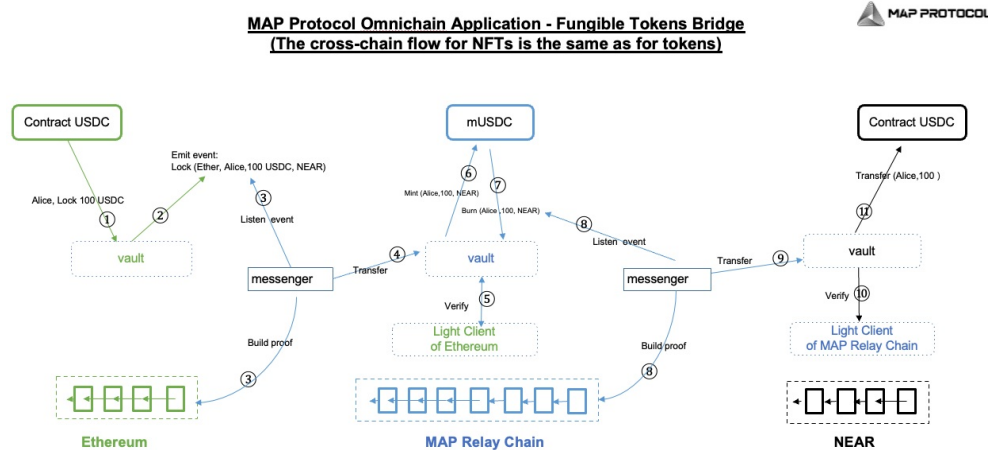 MAP PROTOCOL
MAP Protocol Omnichain Application - Fungible Tokens Bridge
(The cross-chain flow for NFTs is the same as for tokens)
Contract USDC
mUSDC
Contract USDC
Emit event:
Lock (Ether, Alice,100 USDC, NEAR)
Alice, Lock 100 USDC
1
2
3
Listen event
vault
messenger
4
Transfer
Build proof
3
6
Mint (Alice,100, NEAR)
7
Burn (Alice ,100, NEAR)
vault
5
Verify
Light Client
of Ethereum
8
Listen event
messenger
9
Transfer
Build proof
8
Transfer (Alice,100 )
11
vault
Verify
10
Light Client
of MAP Relay Chain
Ethereum
MAP Relay Chain
NEAR